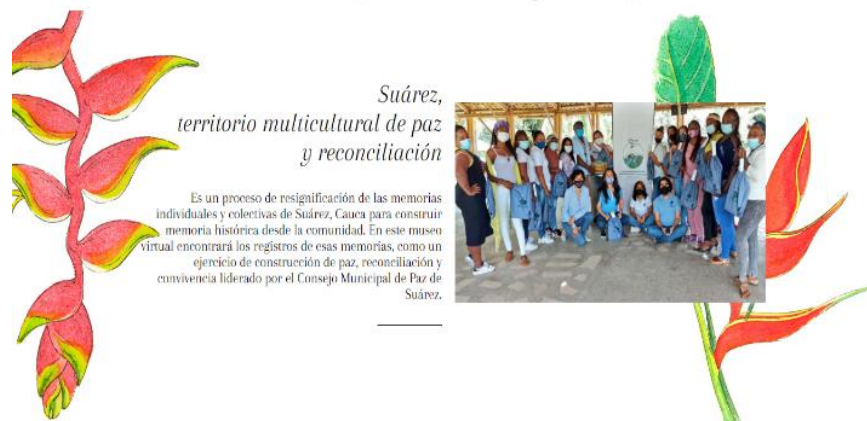 Suárez,
territorio multicultural de paz
y reconciliación
Es un proceso de resignificación de las memorias
individuales y colectivas de Suárez, Cauca para construir
memoria histórica desde la comunidad. En este museo
virtual encontrará los registros de esas memorias, como un
ejercicio de construcción de paz, reconciliación y
convivencia liderado por el Consejo Municipal de Paz de
Suárez.